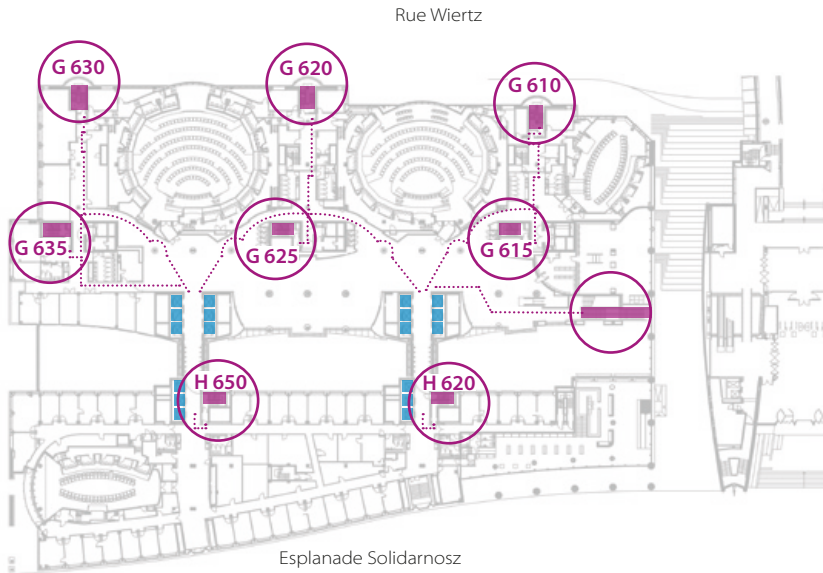 Rue Wiertz
G 630
G 620
G 610
G 635
G 625
G 615
H 650
H 620
Esplanade Solidarnosz